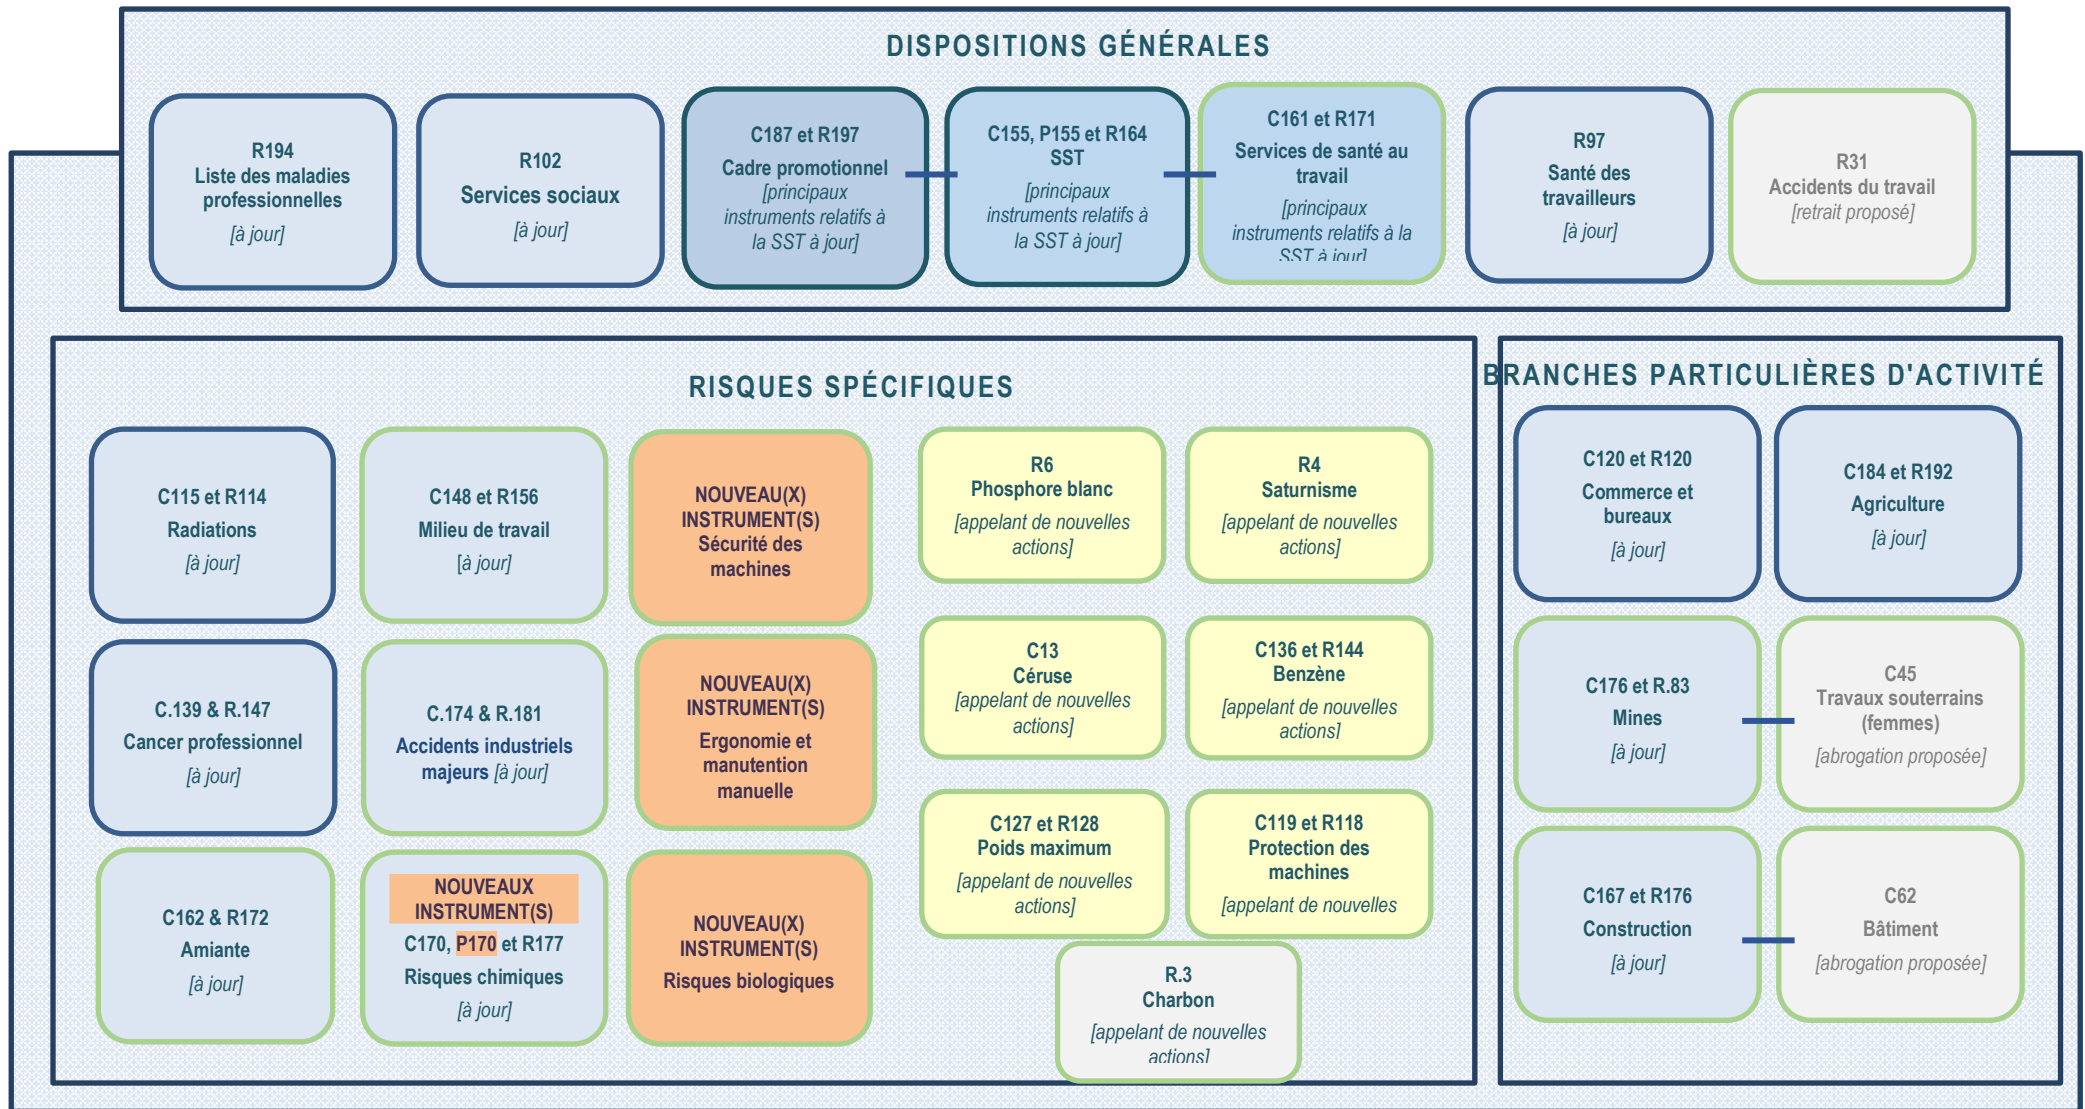 DISPOSITIONS GÉNÉRALES
R194
Liste des maladies
professionnelles
[à jour]
R102
Services sociaux
[à jour]
C187 et R197
Cadre promotionnel
[principaux
instruments relatifs à
la SST à jour]
C155, P155 et R164
SST
[principaux
instruments relatifs à
la SST à jour]
C161 et R171
Services de santé au
travail
[principaux
instruments relatifs à la
SST à jour]
R97
Santé des
travailleurs
[à jour]
R31
Accidents du travail
[retrait proposé]
RISQUES SPÉCIFIQUES
C115 et R114
Radiations
[à jour]
C148 et R156
Milieu de travail
[à jour]
NOUVEAU(X)
INSTRUMENT(S)
Sécurité des
machines
R6
Phosphore blanc
[appelant de nouvelles
actions]
R4
Saturnisme
[appelant de nouvelles
actions]
C.139 & R.147
Cancer professionnel
[à jour]
C.174 & R.181
Accidents industriels
majeurs [à jour]
NOUVEAU(X)
INSTRUMENT(S)
Ergonomie et
manutention
manuelle
C13
Céruse
[appelant de nouvelles
actions]
C136 et R144
Benzène
[appelant de nouvelles
actions]
C162 & R172
Amiante
[à jour]
NOUVEAUX
INSTRUMENT(S)
C170, P170 et R177
Risques chimiques
[à jour]
NOUVEAU(X)
INSTRUMENT(S)
Risques biologiques
C127 et R128
Poids maximum
[appelant de nouvelles
actions]
C119 et R118
Protection des
machines
[appelant de nouvelles
R.3
Charbon
[appelant de nouvelles
actions]
BRANCHES PARTICULIÈRES D'ACTIVITÉ
C120 et R120
Commerce et
bureaux
[à jour]
C184 et R192
Agriculture
[à jour]
C176 et R.83
Mines
[à jour]
C45
Travaux souterrains
(femmes)
[abrogation proposée]
C167 et R176
Construction
[à jour]
C62
Bâtiment
[abrogation proposée]